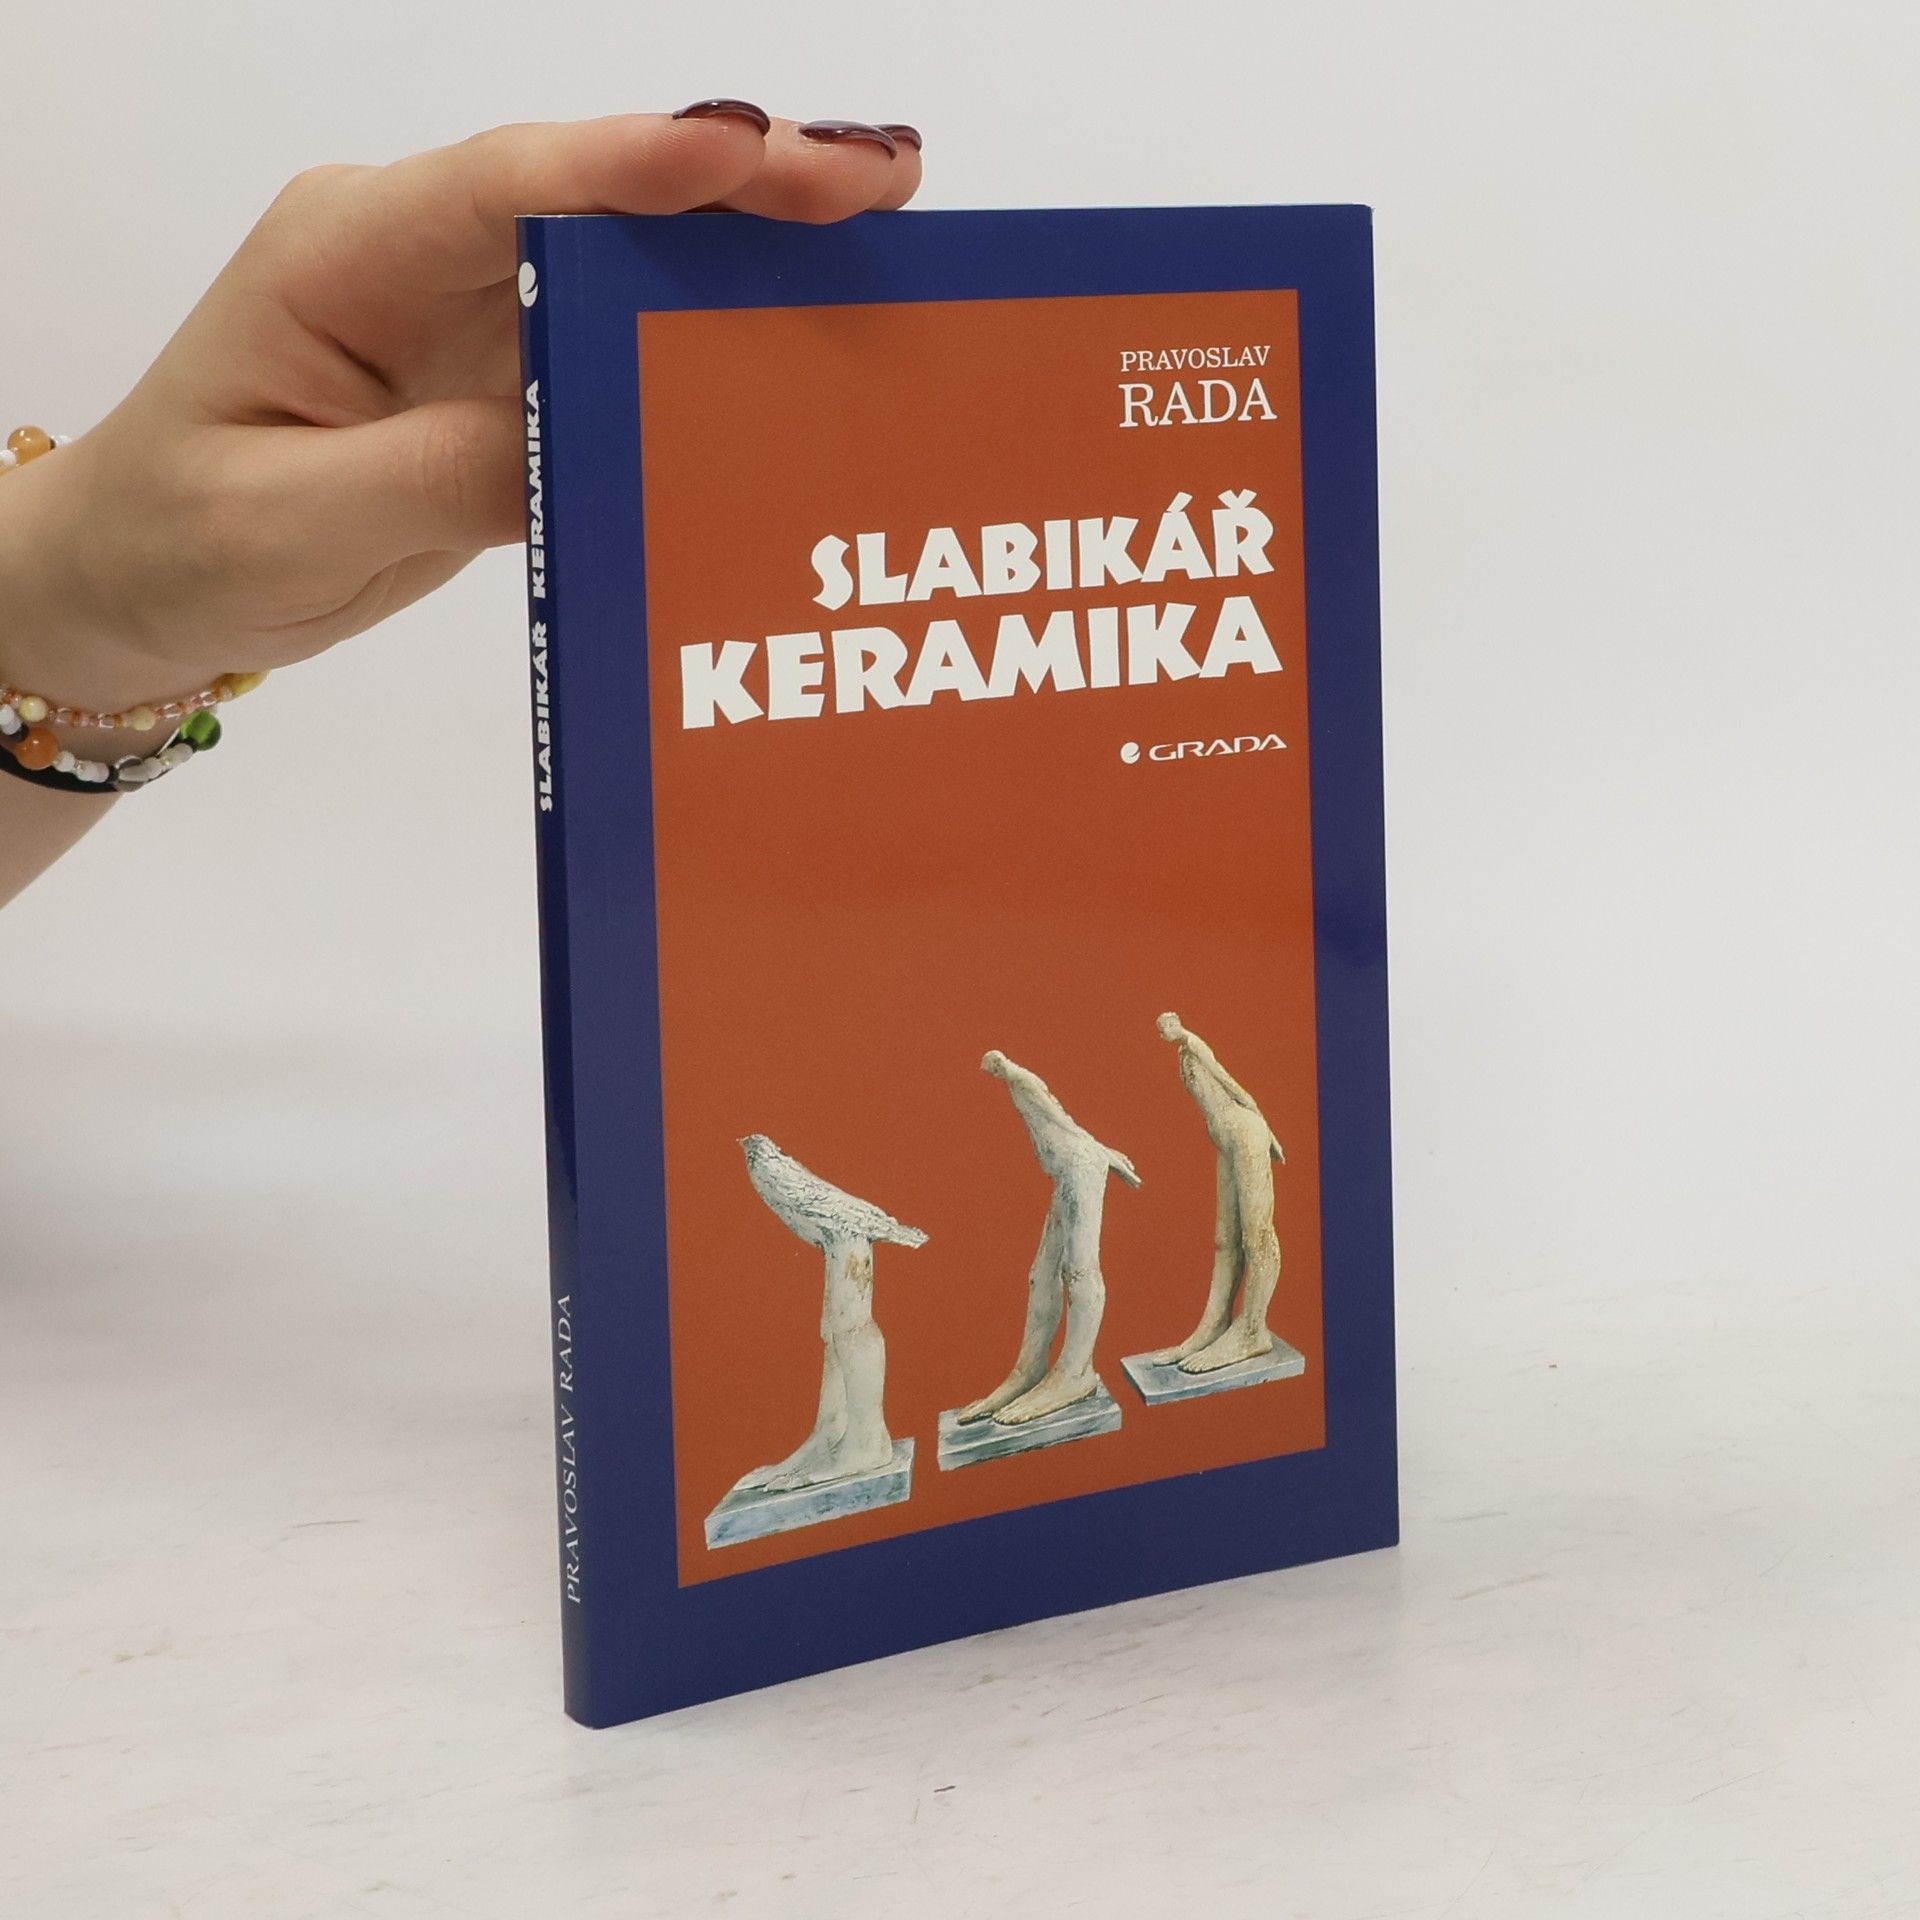 PRAVOSLAV
RADA
SLABIKÁŘ
KERAMIKA
GRADA
SLABIKÁŘ KERAMIKA
PRAVOSLAV RADA